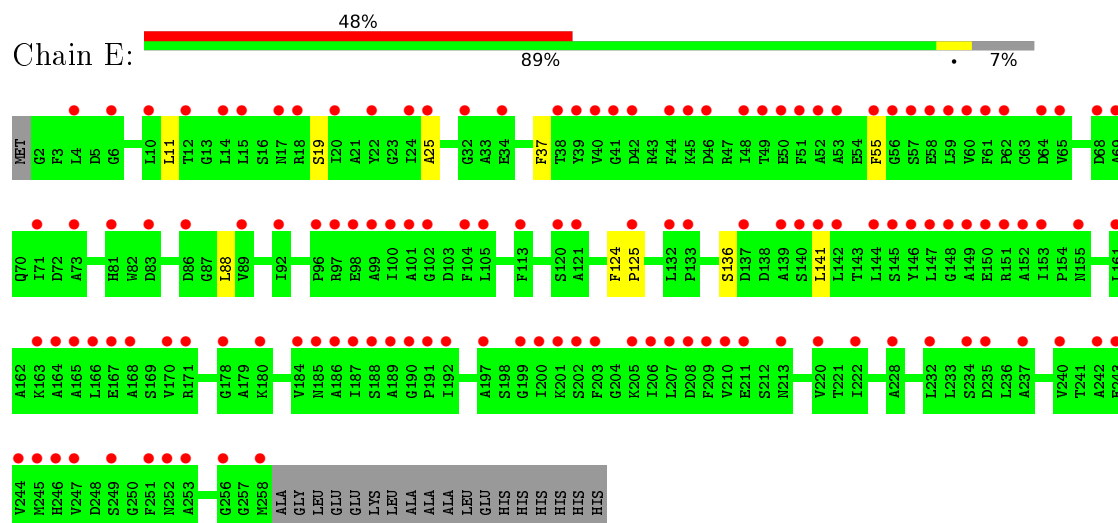 48%
Chain E:
89% • 7%
MET G2 F3 L4 D5 G6 L10 L11 T12 G13 L14 L15 S16 N17 R18 S19 I20 A21 Y22 G23 I24 A25 G32 A33 E34 F37 T38 Y39 V40 G41 D42 R43 F44 K45 D46 R47 I48 T49 E50 F51 A52 A53 E54 F55 G56 S57 E58 L59 V60 F61 P62 C63 D64 V65 D68 A69
Q70 I71 D72 A73 H81 W82 D83 D86 G87 L88 V89 I92 P96 R97 E98 A99 I100 A101 G102 D103 F104 L105 F113 S120 A121 F124 P125 L132 P133 S136 D137 D138 A139 S140 L141 L142 T143 L144 S145 Y146 L147 G148 A149 E150 R151 A152 I153 P154 N155 L161
A162 K163 A164 A165 L166 E167 A168 S169 V170 R171 G178 A179 K180 V184 N185 A186 I187 S188 A189 G190 P191 I192 A197 S198 G199 I200 K201 S202 F203 G204 K205 I206 L207 D208 F209 V210 E211 S212 N213 V220 T221 I222 A228 L232 L233 S234 D235 L236 A237 V240 T241 A242
V244 M245 H246 V247 D248 S249 G250 F251 N252 A253 G256 G257 M258 ALA GLY LEU GLU GLU LYS LEU ALA ALA ALA LEU GLU HIS HIS HIS HIS HIS HIS